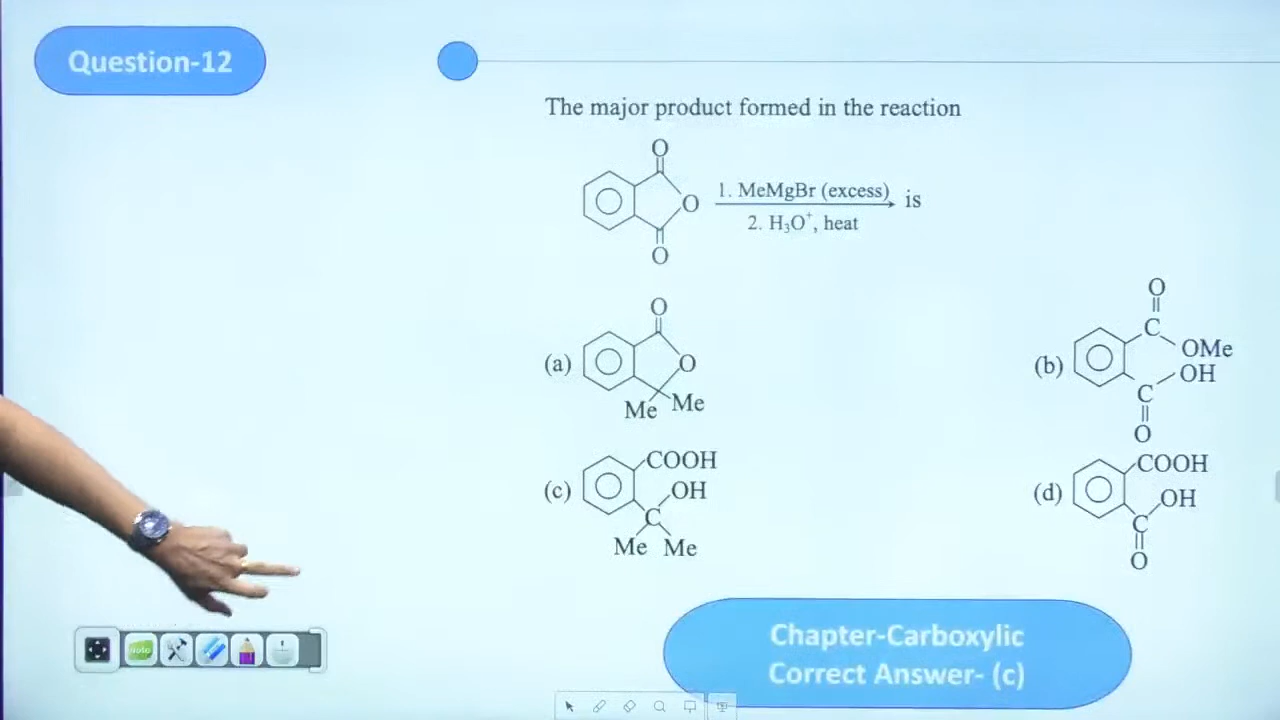 Question-12
The major product formed in the reaction
O
O
O
1. MeMgBr (excess)
2. H₃O⁺, heat
is
(a)
O
O
Me Me
(b)
O
C
OMe
OH
C
O
(c)
COOH
OH
C
Me Me
(d)
COOH
OH
C
O
Chapter-Carboxylic
Correct Answer- (c)